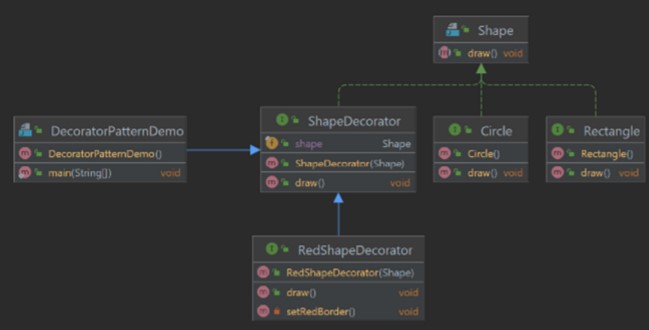 Shape
draw() void
DecoratorPatternDemo
DecoratorPatternDemo()
main(String[]) void
ShapeDecorator
shape Shape
ShapeDecorator(Shape)
draw() void
Circle
Circle()
draw() void
Rectangle
Rectangle()
draw() void
RedShapeDecorator
RedShapeDecorator(Shape)
draw() void
setRedBorder() void